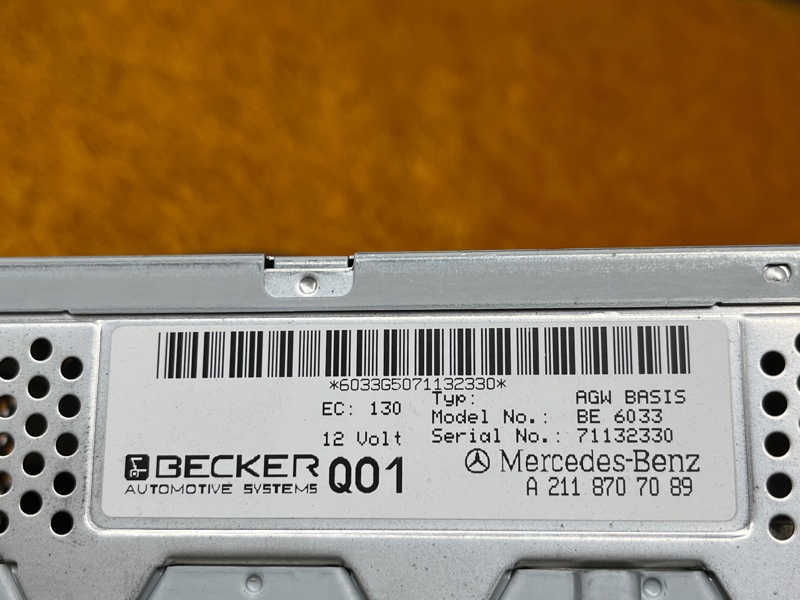 *6033G5071132330*
EC: 130
Typ: AGW BASIS
Model No.: BE 6033
12 Volt
Serial No.: 71132330
BECKER
AUTOMOTIVE SYSTEMS
Q01
Mercedes-Benz
A 211 870 70 89